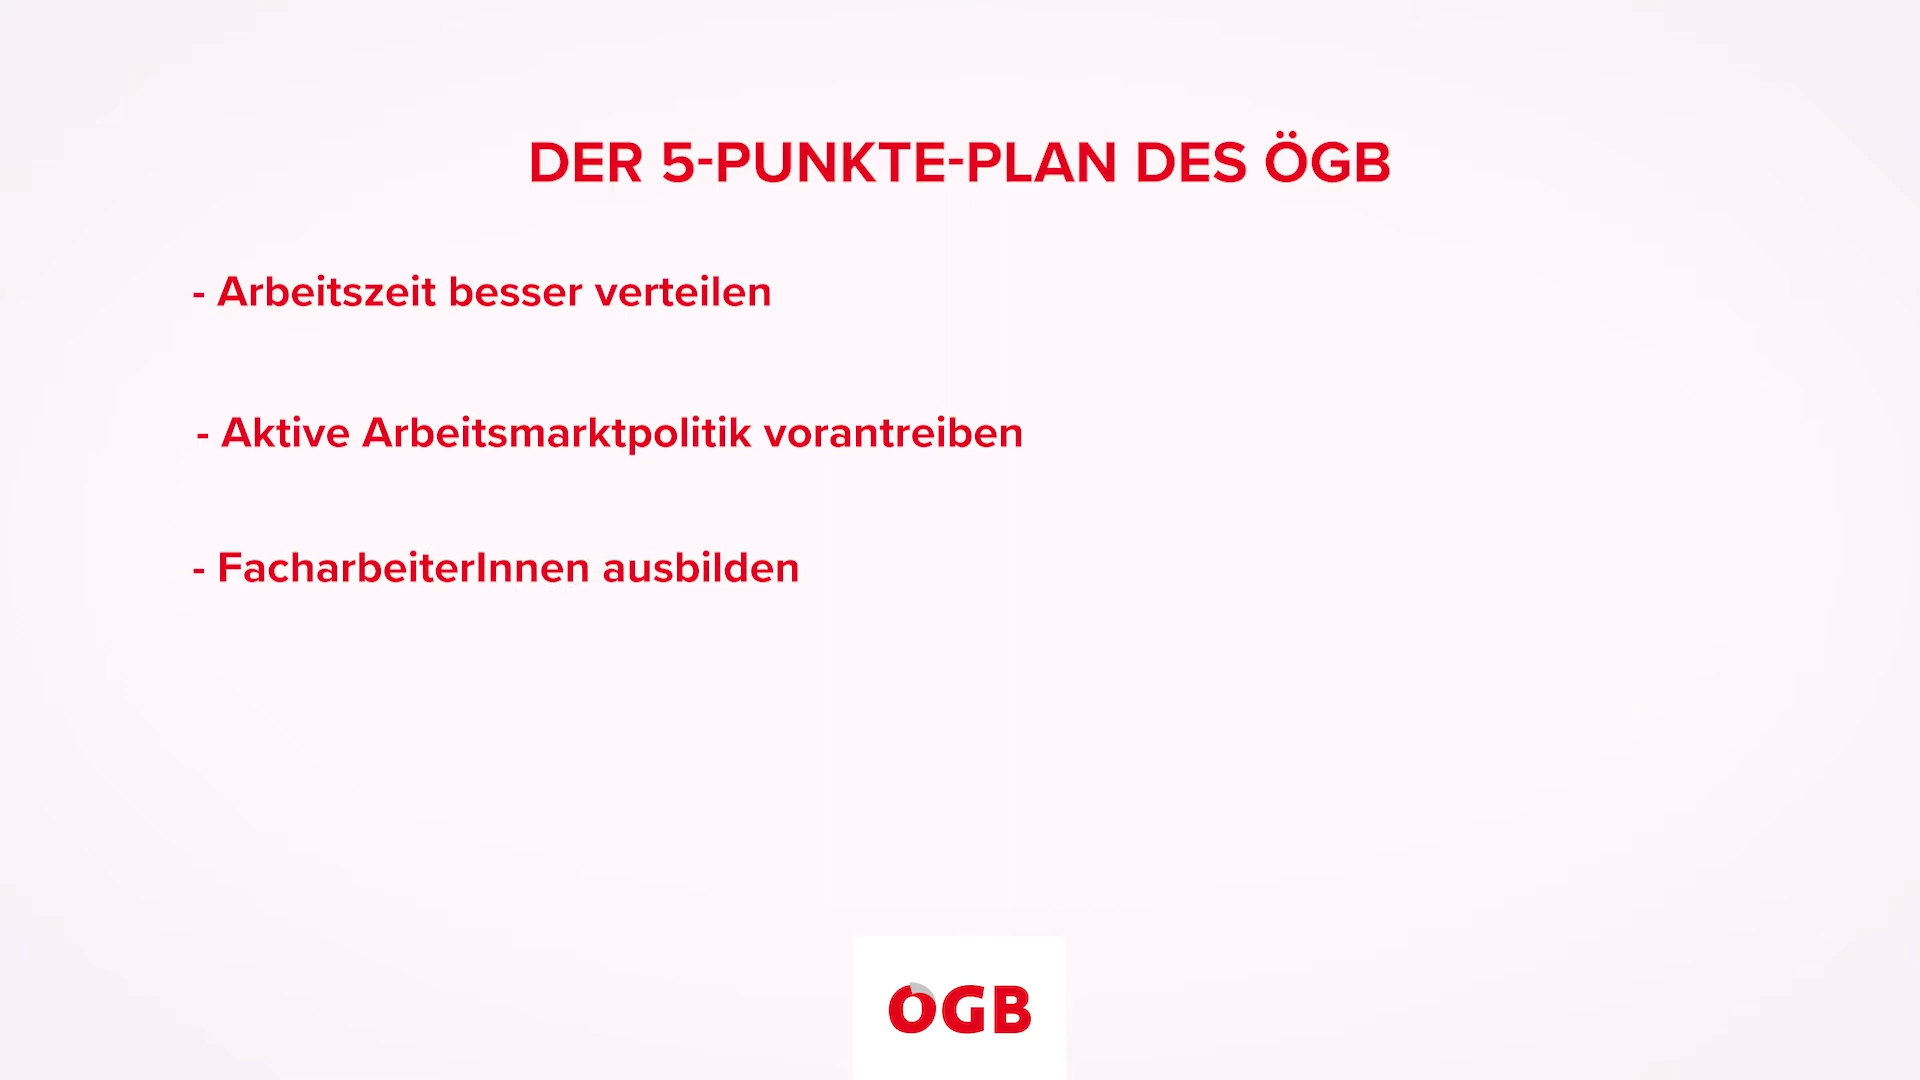 DER 5-PUNKTE-PLAN DES ÖGB
- Arbeitszeit besser verteilen
- Aktive Arbeitsmarktpolitik vorantreiben
- FacharbeiterInnen ausbilden
ÖGB